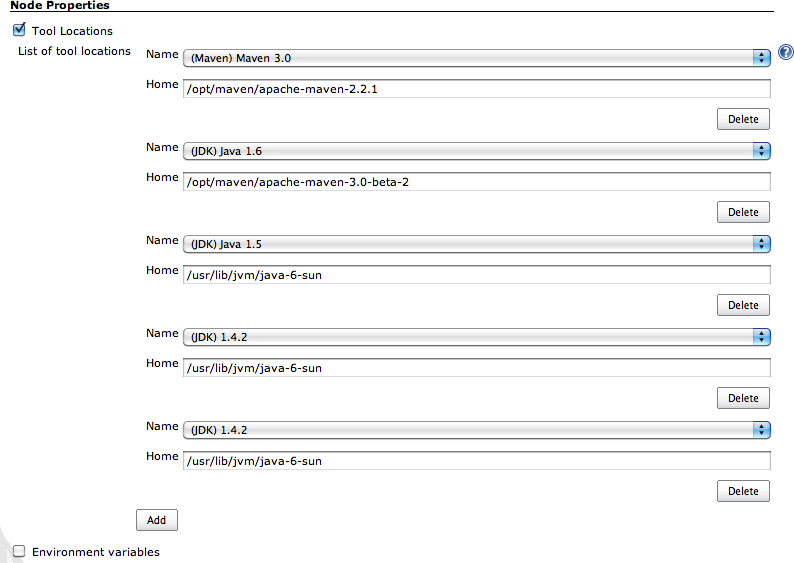 Node Properties
Tool Locations
List of tool locations Name (Maven) Maven 3.0
Home /opt/maven/apache-maven-2.2.1
Delete
Name (JDK) Java 1.6
Home /opt/maven/apache-maven-3.0-beta-2
Delete
Name (JDK) Java 1.5
Home /usr/lib/jvm/java-6-sun
Delete
Name (JDK) 1.4.2
Home /usr/lib/jvm/java-6-sun
Delete
Name (JDK) 1.4.2
Home /usr/lib/jvm/java-6-sun
Delete
Add
Environment variables